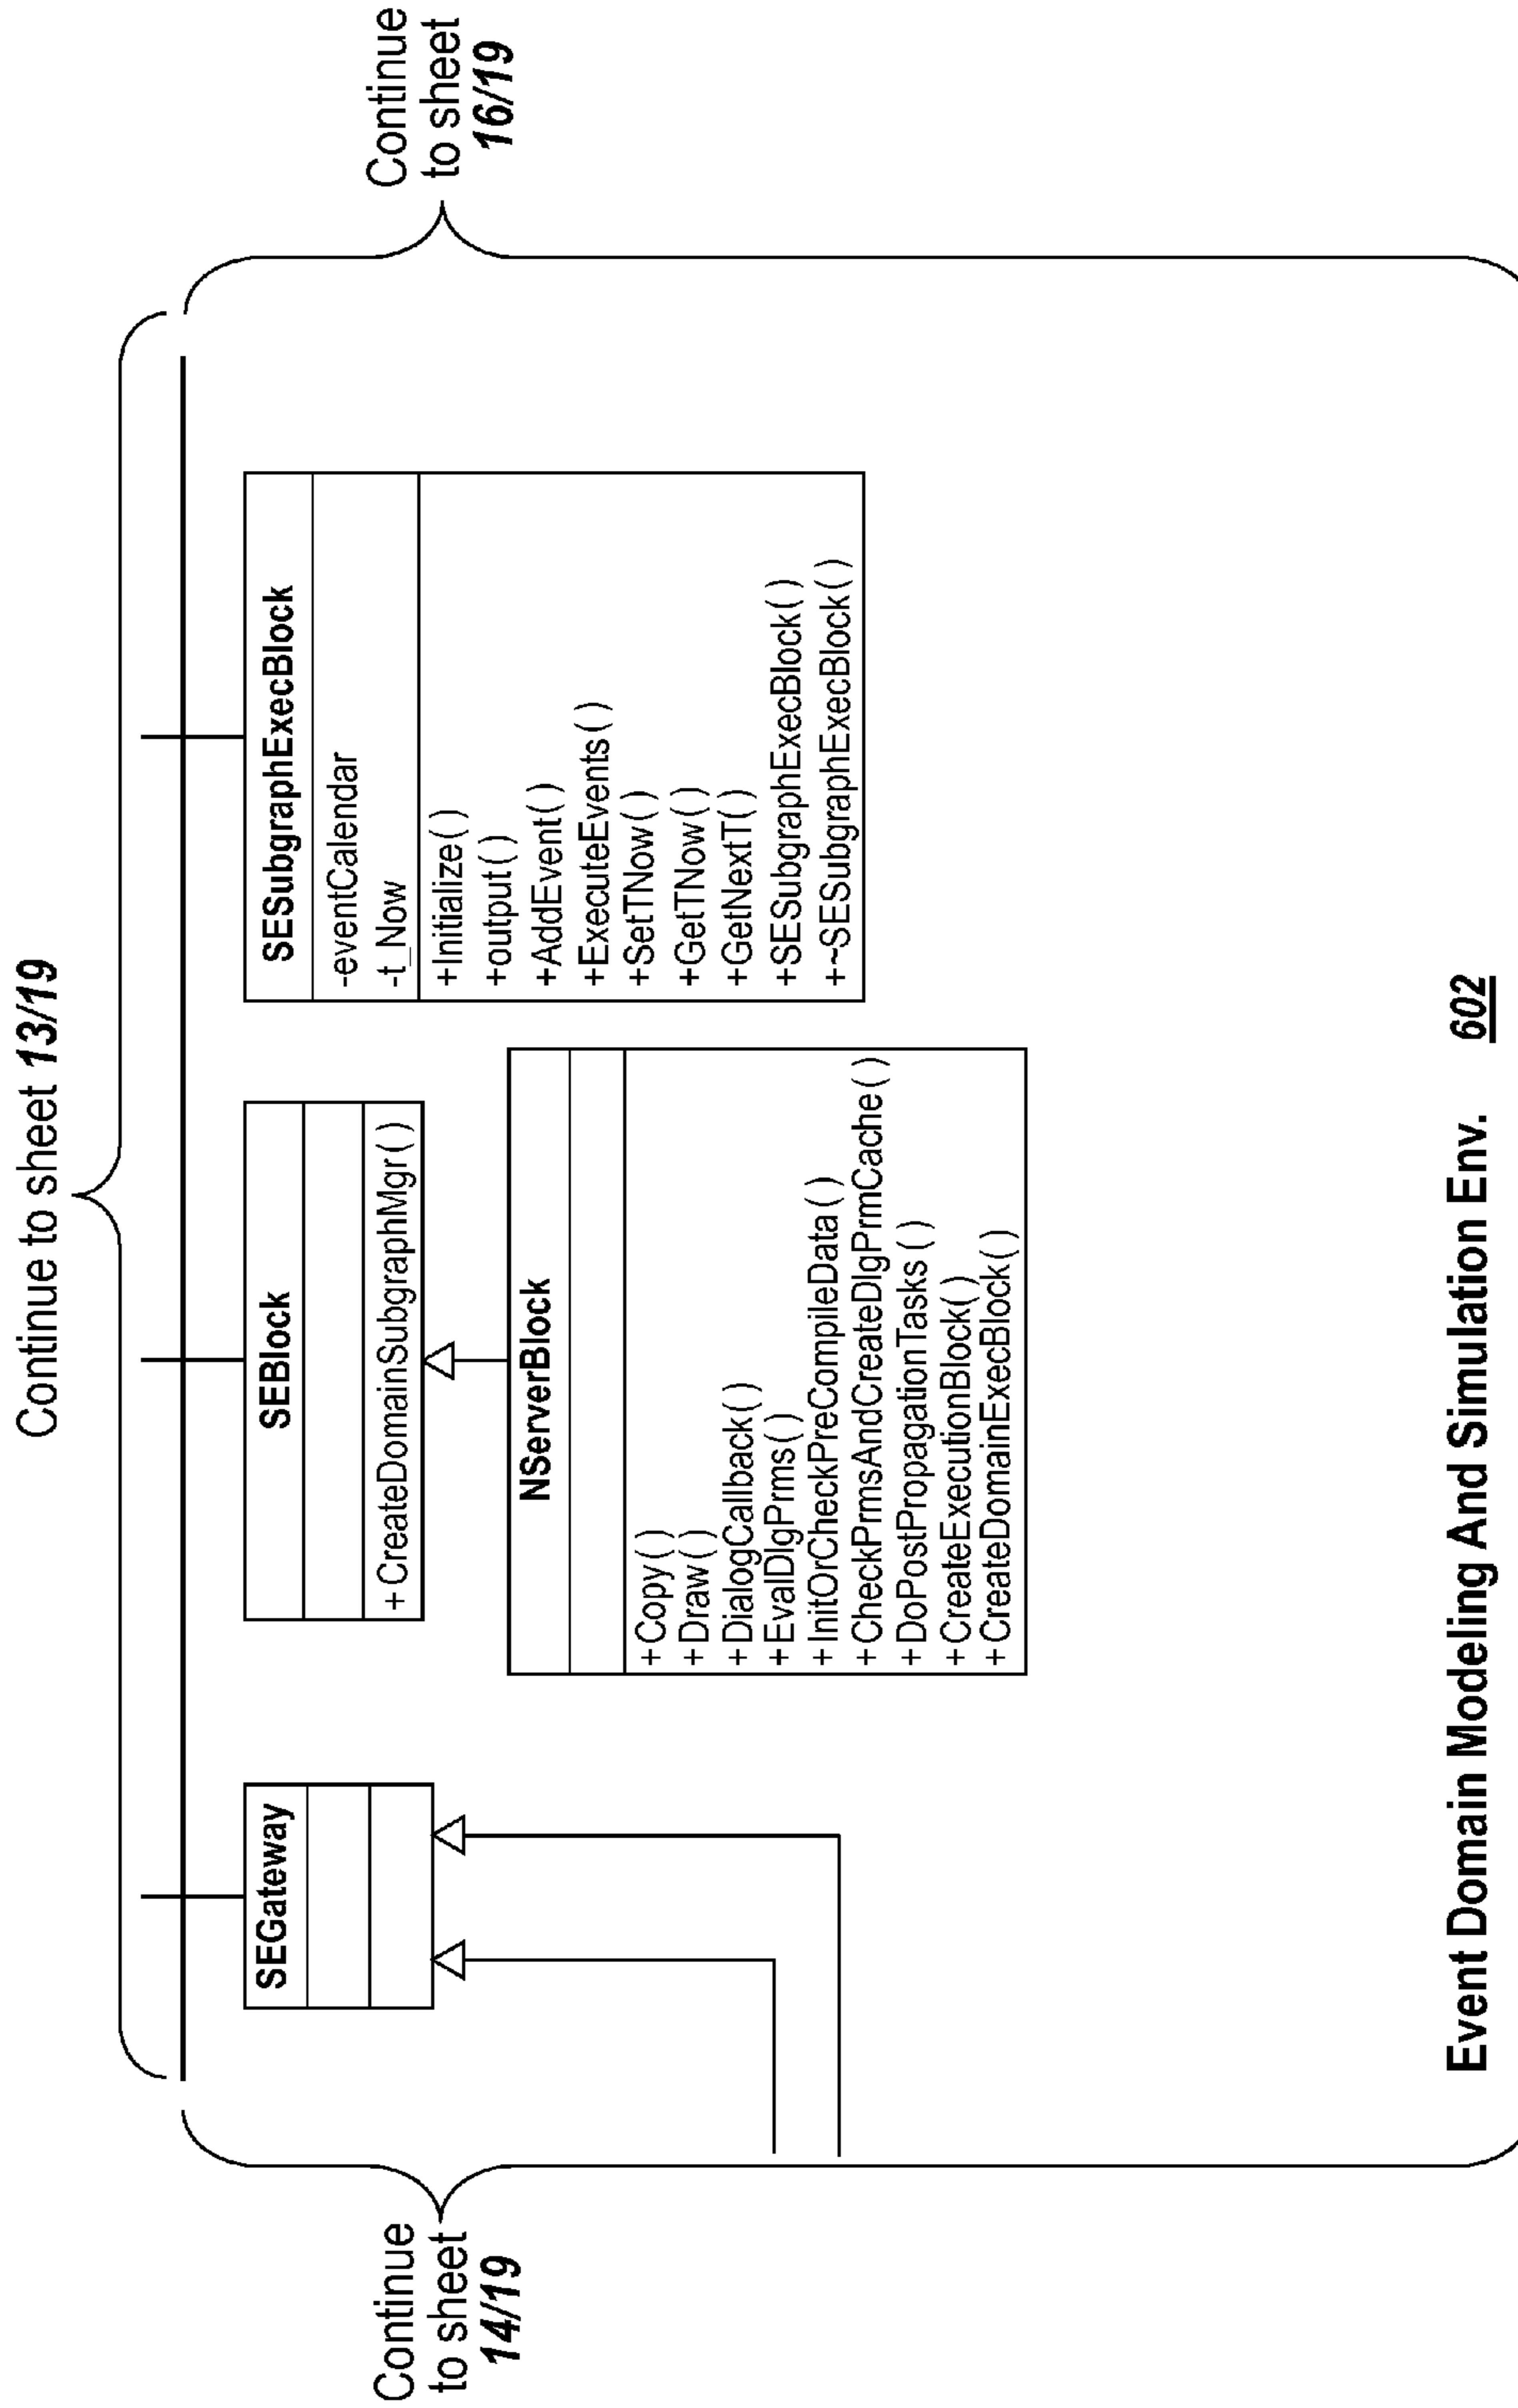 Continue to sheet 13/19
Continue
to sheet
14/19
Continue
to sheet
16/19
SEGateway
SEBlock
+CreateDomainSubgraphMgr()
NServerBlock
+Copy()
+Draw()
+DialogCallback()
+EvalDlgPrms()
+InitOrCheckPreCompileData()
+CheckPrmsAndCreateDlgPrmCache()
+DoPostPropagationTasks()
+CreateExecutionBlock()
+CreateDomainExecBlock()
SESubgraphExecBlock
-eventCalendar
-t_Now
+Initialize()
+output()
+AddEvent()
+ExecuteEvents()
+SetTNow()
+GetTNow()
+GetNextT()
+SESubgraphExecBlock()
+~SESubgraphExecBlock()
Event Domain Modeling And Simulation Env. 602